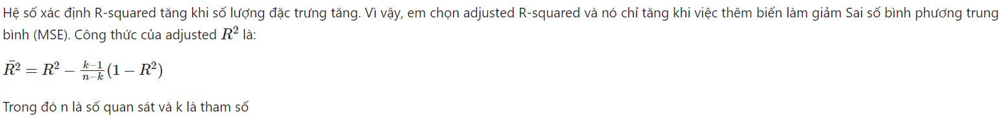 Hệ số xác định R-squared tăng khi số lượng đặc trưng tăng. Vì vậy, em chọn adjusted R-squared và nó chỉ tăng khi việc thêm biến làm giảm Sai số bình phương trung
bình (MSE). Công thức của adjusted $R^2$ là:
$\bar{R^2} = R^2 - \frac{k-1}{n-k}(1 - R^2)$
Trong đó n là số quan sát và k là tham số